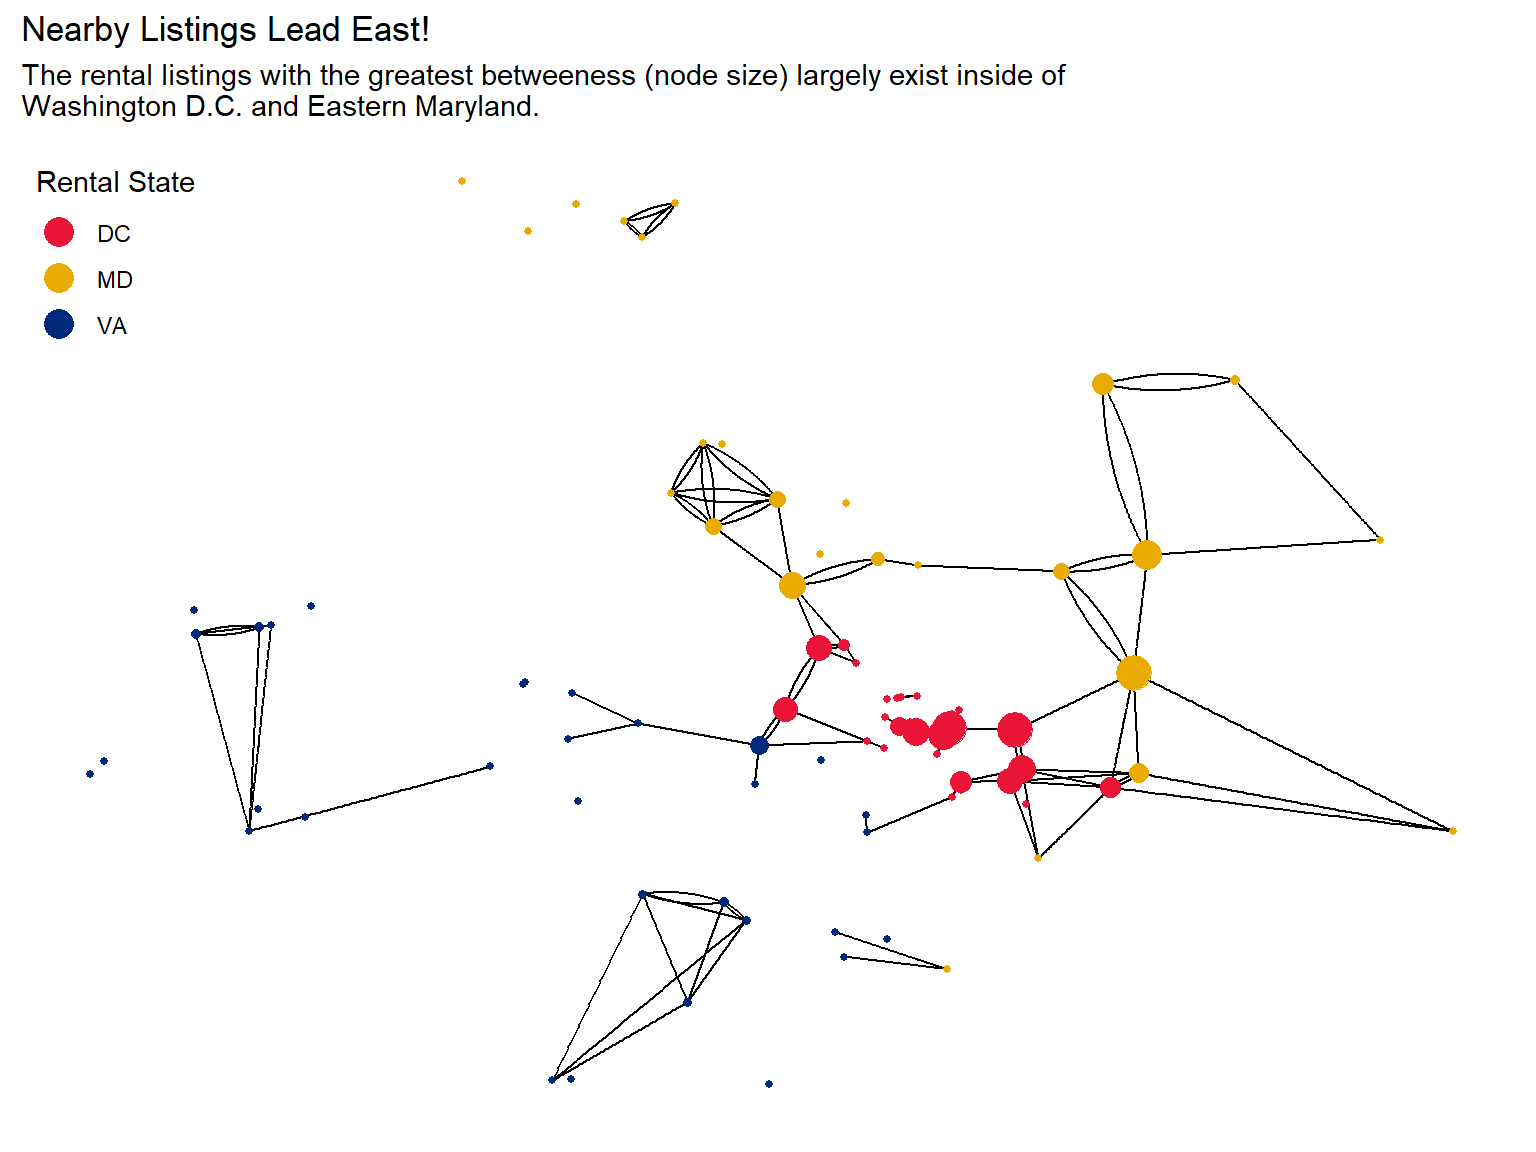 Nearby Listings Lead East!
The rental listings with the greatest betweeness (node size) largely exist inside of
Washington D.C. and Eastern Maryland.
Rental State
DC
MD
VA